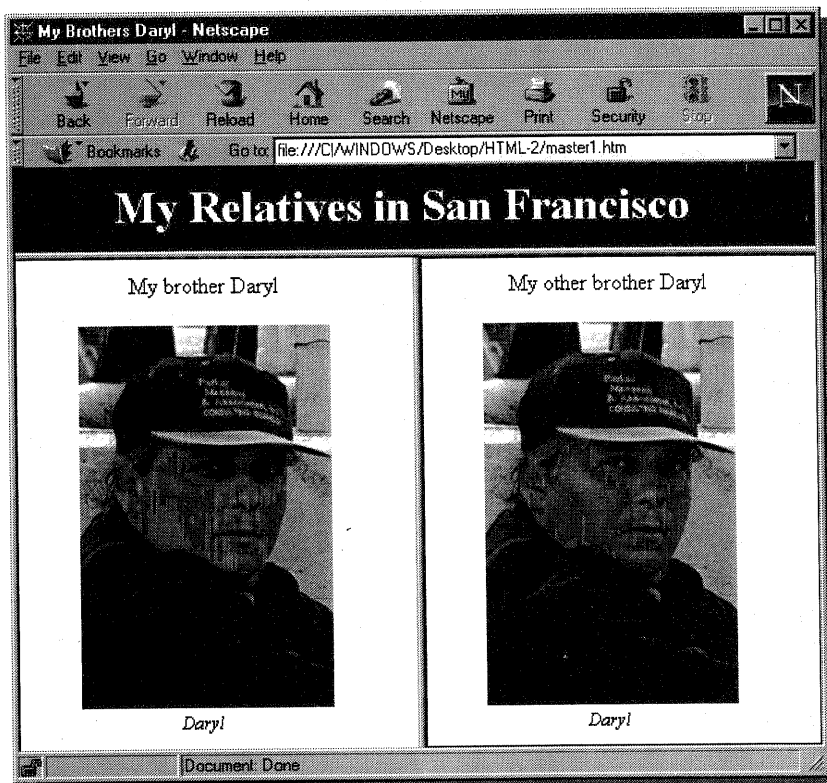 My Brothers Daryl - Netscape
File Edit View Go Window Help
Back Forward Reload Home Search Netscape Print Security Stop
My
N
Bookmarks Go to: file:///C|/WINDOWS/Desktop/HTML-2/master1.htm
My Relatives in San Francisco
My brother Daryl
My other brother Daryl
Daryl
Daryl
Document: Done